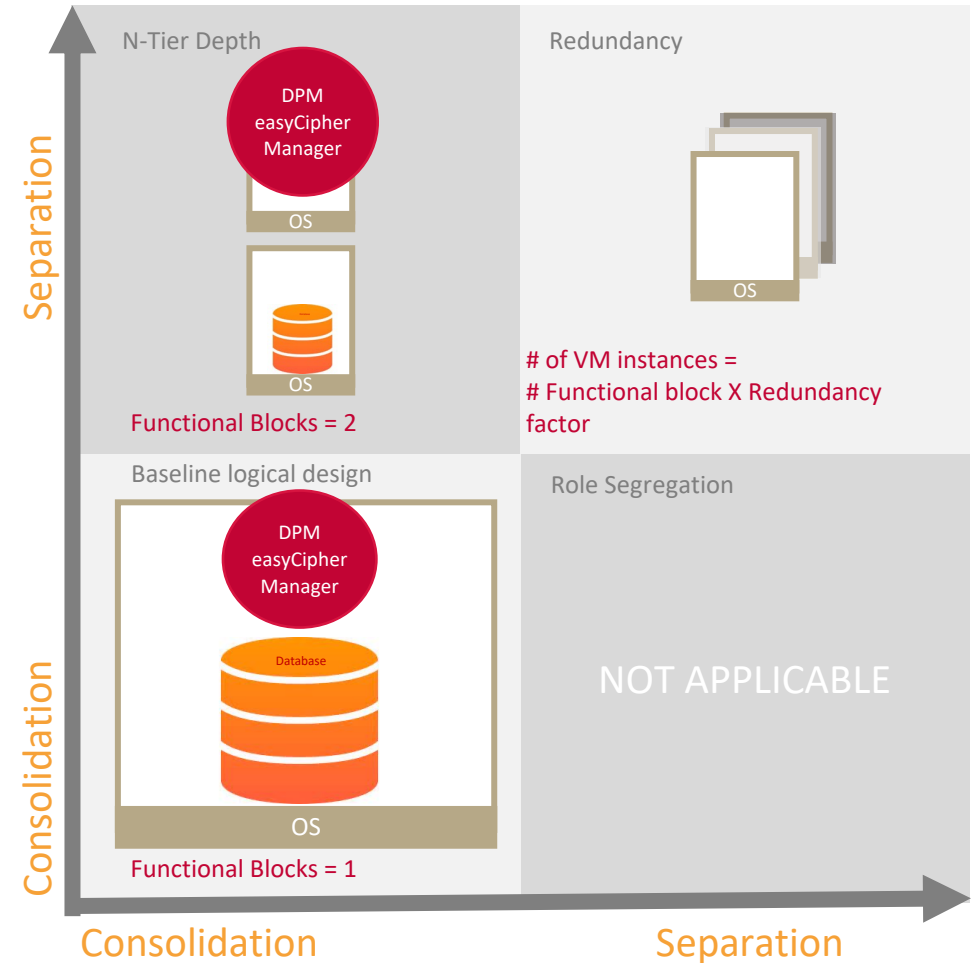 N-Tier Depth
DPM
easyCipher
Manager
OS
OS
Functional Blocks = 2
Redundancy
OS
# of VM instances =
# Functional block X Redundancy
factor
Baseline logical design
DPM
easyCipher
Manager
Database
OS
Functional Blocks = 1
Role Segregation
NOT APPLICABLE
Separation
Consolidation
Consolidation
Separation